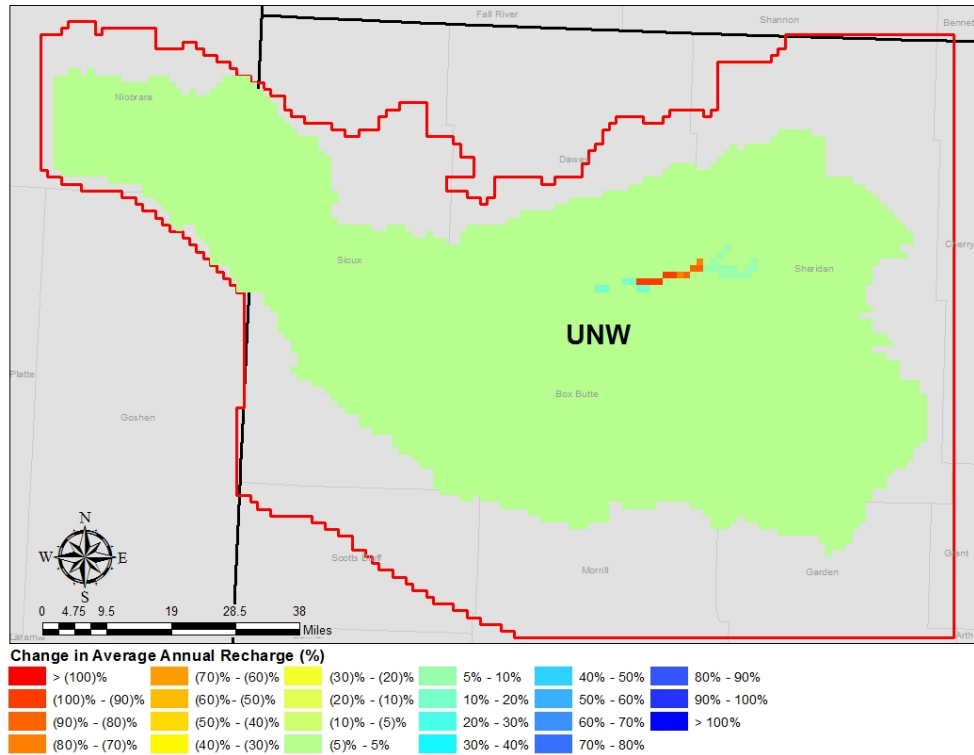 Fall River
Shannon
Bennet
Niobrara
Dawes
Cherry
Sioux
Sheridan
UNW
Platte
Box Butte
Goshen
N
W E
S
Scotts Bluff
Morrill
Garden
Grant
0 4.75 9.5 19 28.5 38
Miles
Arth
Change in Average Annual Recharge (%)
> (100)% (70)% - (60)% (30)% - (20)% 5% - 10% 40% - 50% 80% - 90%
(100)% - (90)% (60)% -(50)% (20)% - (10)% 10% - 20% 50% - 60% 90% - 100%
(90)% - (80)% (50)% - (40)% (10)% - (5)% 20% - 30% 60% - 70% > 100%
(80)% - (70)% (40)% - (30)% (5)% - 5% 30% - 40% 70% - 80%